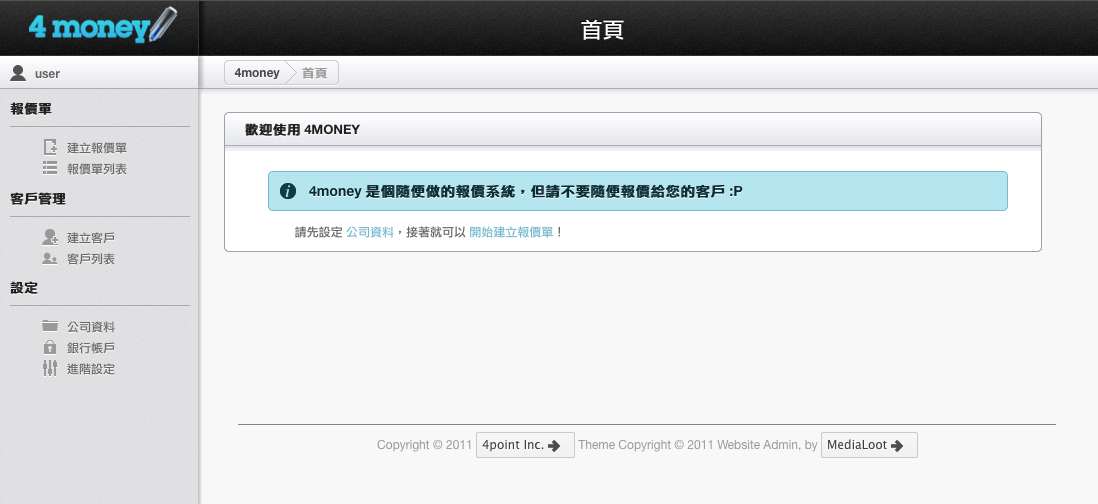 4 money
首頁
user
4money 首頁
報價單
建立報價單
報價單列表
客戶管理
建立客戶
客戶列表
設定
公司資料
銀行帳戶
進階設定
歡迎使用 4MONEY
4money 是個隨便做的報價系統，但請不要隨便報價給您的客戶 :P
請先設定 公司資料，接著就可以 開始建立報價單！
Copyright © 2011 4point Inc. Theme Copyright © 2011 Website Admin, by MediaLoot